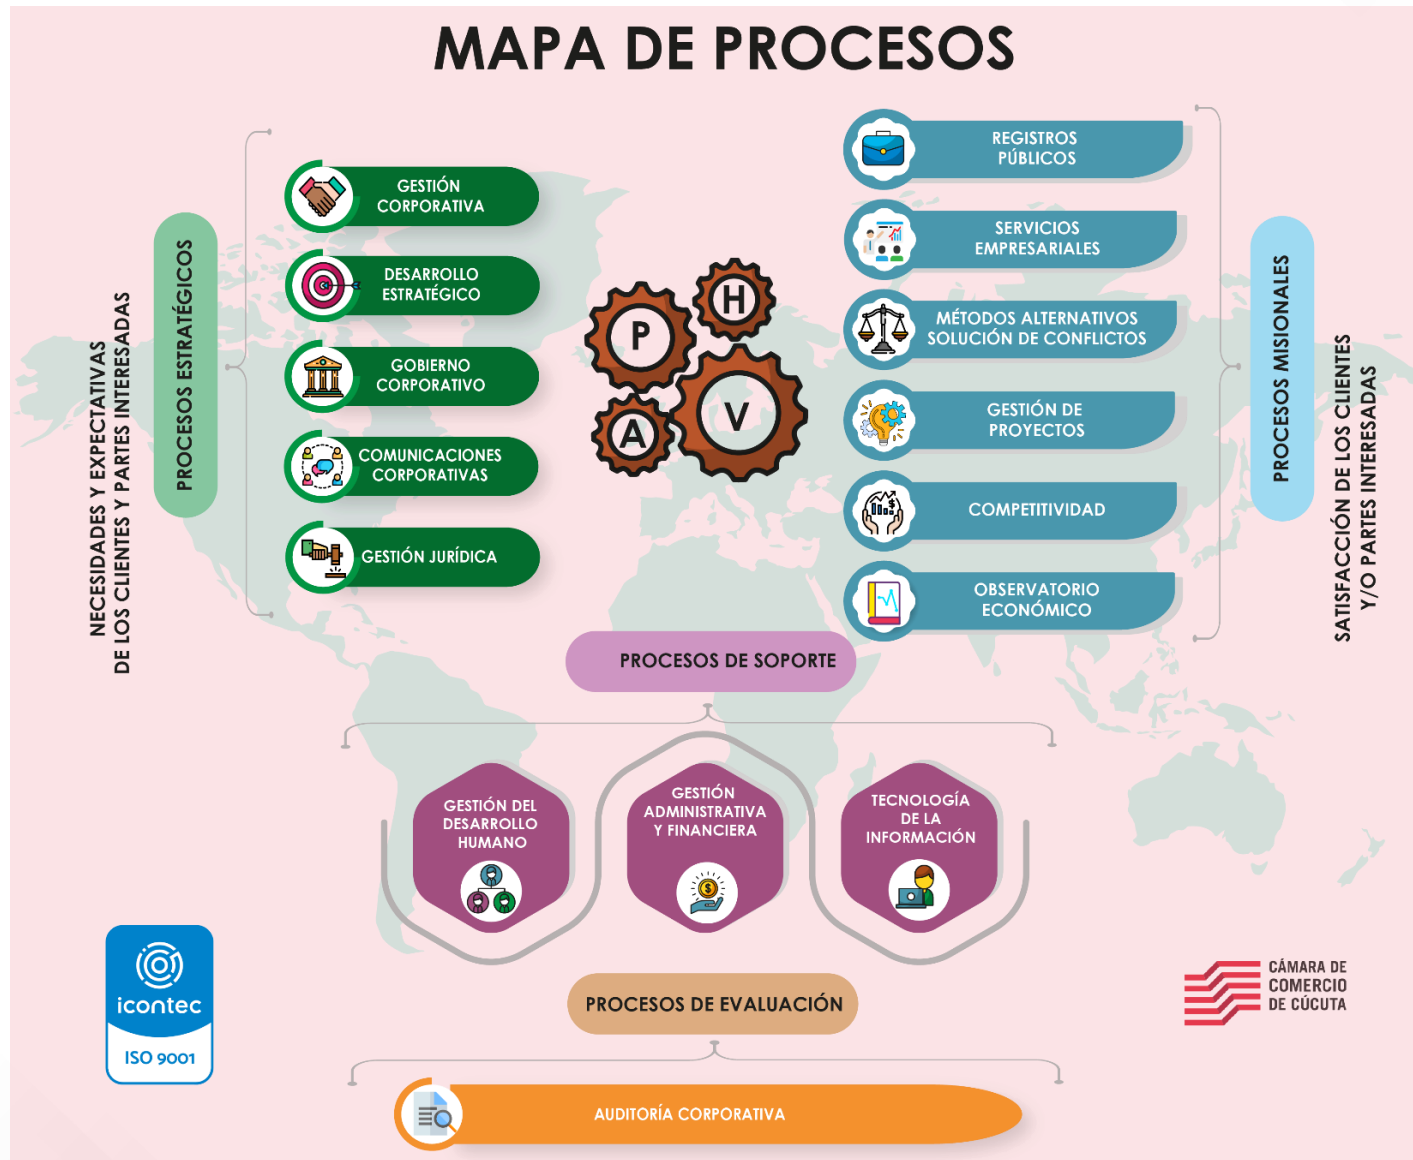 MAPA DE PROCESOS
NECESIDADES Y EXPECTATIVAS
DE LOS CLIENTES Y PARTES INTERESADAS
PROCESOS ESTRATÉGICOS
GESTIÓN
CORPORATIVA
DESARROLLO
ESTRATÉGICO
GOBIERNO
CORPORATIVO
COMUNICACIONES
CORPORATIVAS
GESTIÓN JURÍDICA
P
H
V
A
REGISTROS
PÚBLICOS
SERVICIOS
EMPRESARIALES
MÉTODOS ALTERNATIVOS
SOLUCIÓN DE CONFLICTOS
GESTIÓN DE
PROYECTOS
COMPETITIVIDAD
OBSERVATORIO
ECONÓMICO
PROCESOS MISIONALES
SATISFACCIÓN DE LOS CLIENTES
Y/O PARTES INTERESADAS
PROCESOS DE SOPORTE
GESTIÓN DEL
DESARROLLO
HUMANO
GESTIÓN
ADMINISTRATIVA
Y FINANCIERA
TECNOLOGÍA
DE LA
INFORMACIÓN
icontec
ISO 9001
CÁMARA DE
COMERCIO
DE CÚCUTA
PROCESOS DE EVALUACIÓN
AUDITORÍA CORPORATIVA